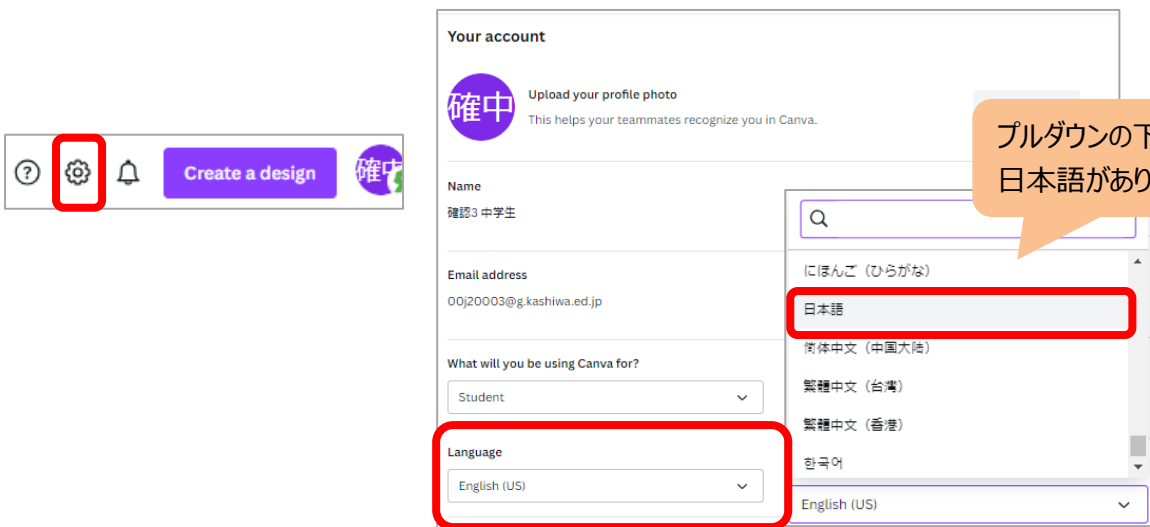 ?
Create a design
確中
Your account
確中
Upload your profile photo
This helps your teammates recognize you in Canva.
プルダウンの下
日本語があり
Name
確認3 中学生
Email address
00j20003@g.kashiwa.ed.jp
What will you be using Canva for?
Student
Language
English (US)
にほんご（ひらがな）
日本語
简体中文（中国大陆）
繁體中文（台灣）
繁體中文（香港）
한국어
English (US)